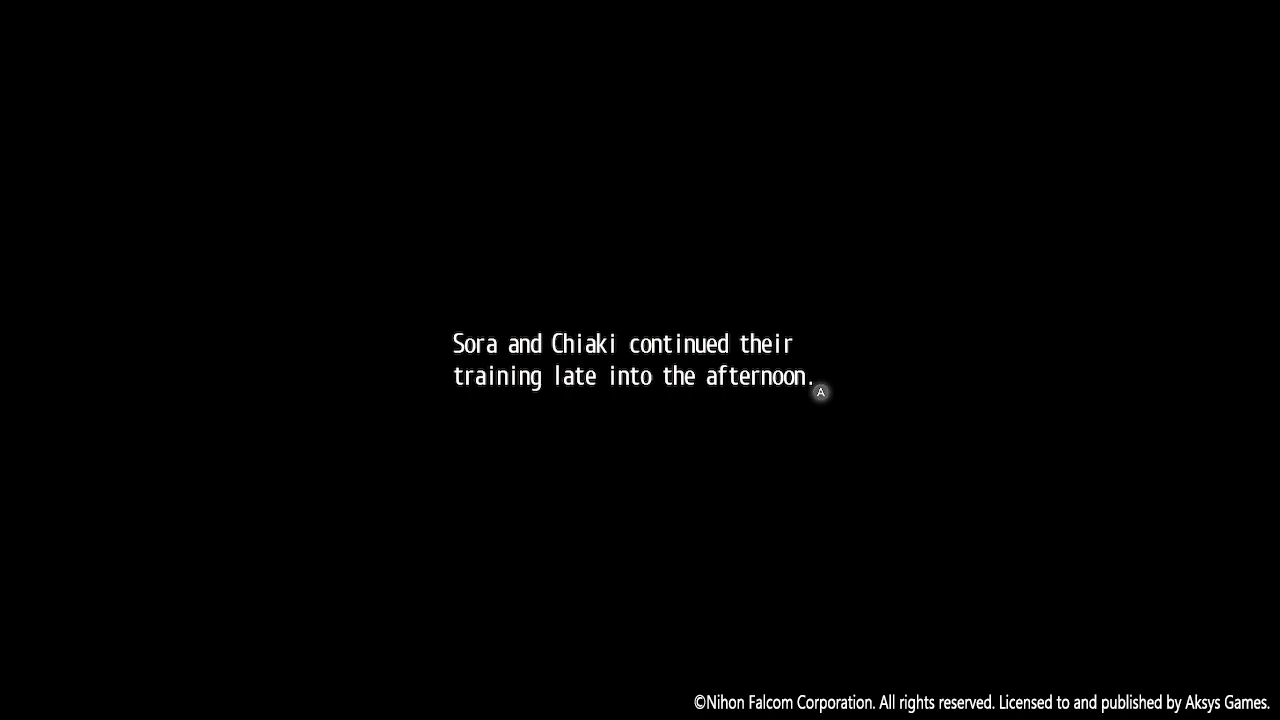 Sora and Chiaki continued their
training late into the afternoon.
A
©Nihon Falcom Corporation. All rights reserved. Licensed to and published by Aksys Games.